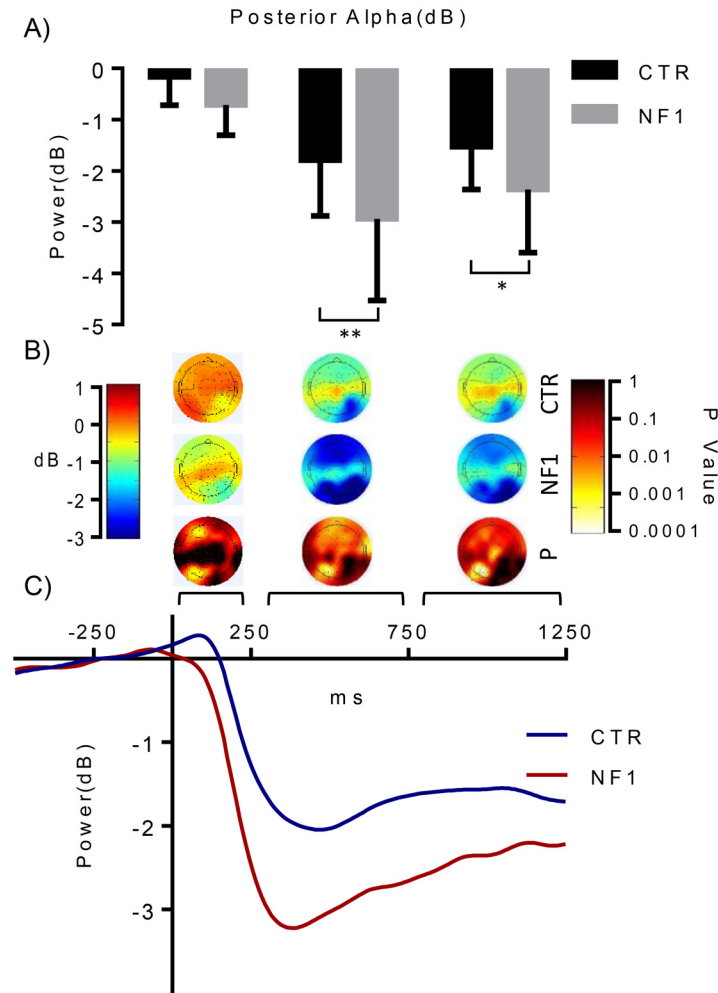 Posterior Alpha(dB)
A)
Power(dB)
0
-1
-2
-3
-4
-5
**
*
CTR
NF1
B)
1
0
-1
-2
-3
dB
CTR
NF1
P
1
0.1
0.01
0.001
0.0001
P Value
C)
-250
250
750
1250
ms
Power(dB)
-1
-2
-3
CTR
NF1